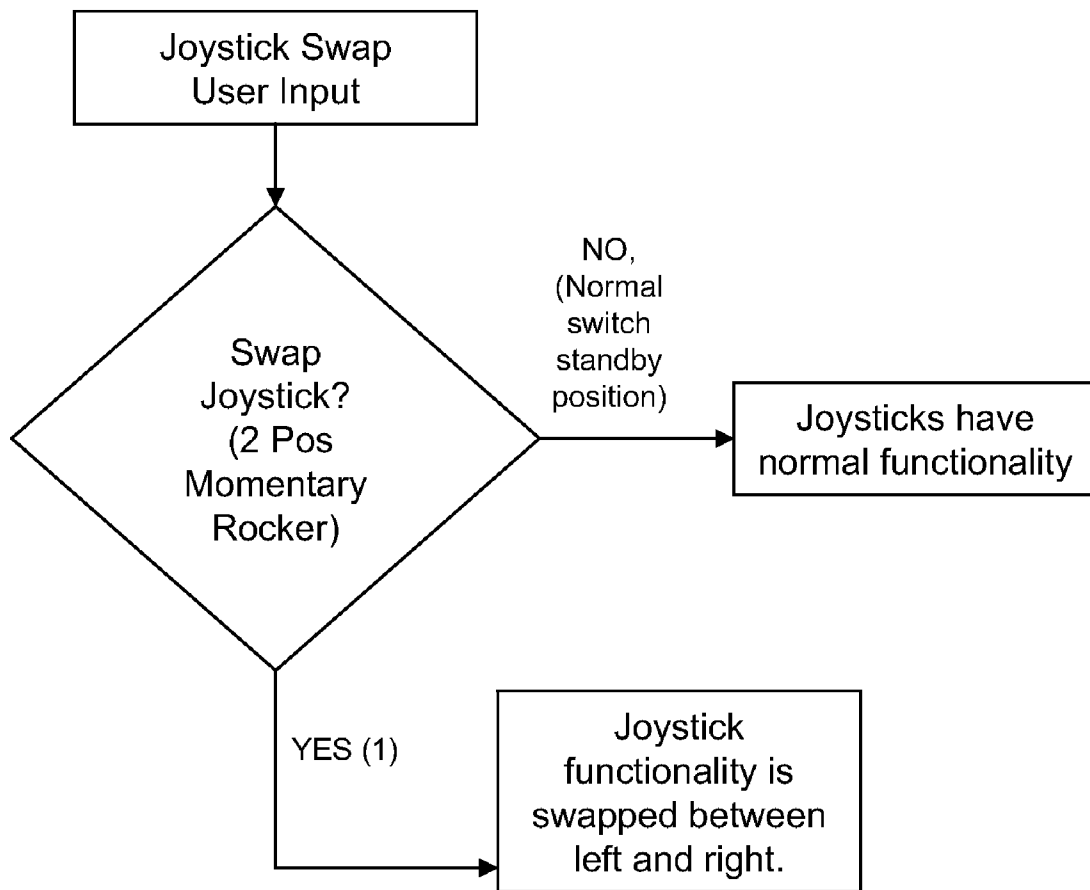 Joystick Swap
User Input
Swap
Joystick?
(2 Pos
Momentary
Rocker)
NO,
(Normal
switch
standby
position)
Joysticks have
normal functionality
YES (1)
Joystick
functionality is
swapped between
left and right.